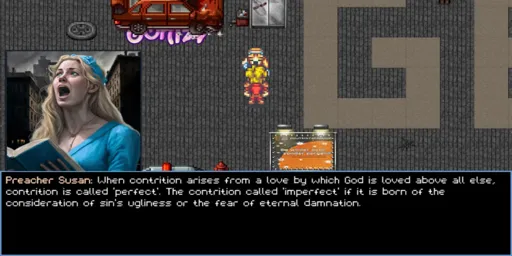 GE
Preacher Susan: When contrition arises from a love by which God is loved above all else,
contrition is called 'perfect'. The contrition called 'imperfect' if it is born of the
consideration of sin's ugliness or the fear of eternal damnation.